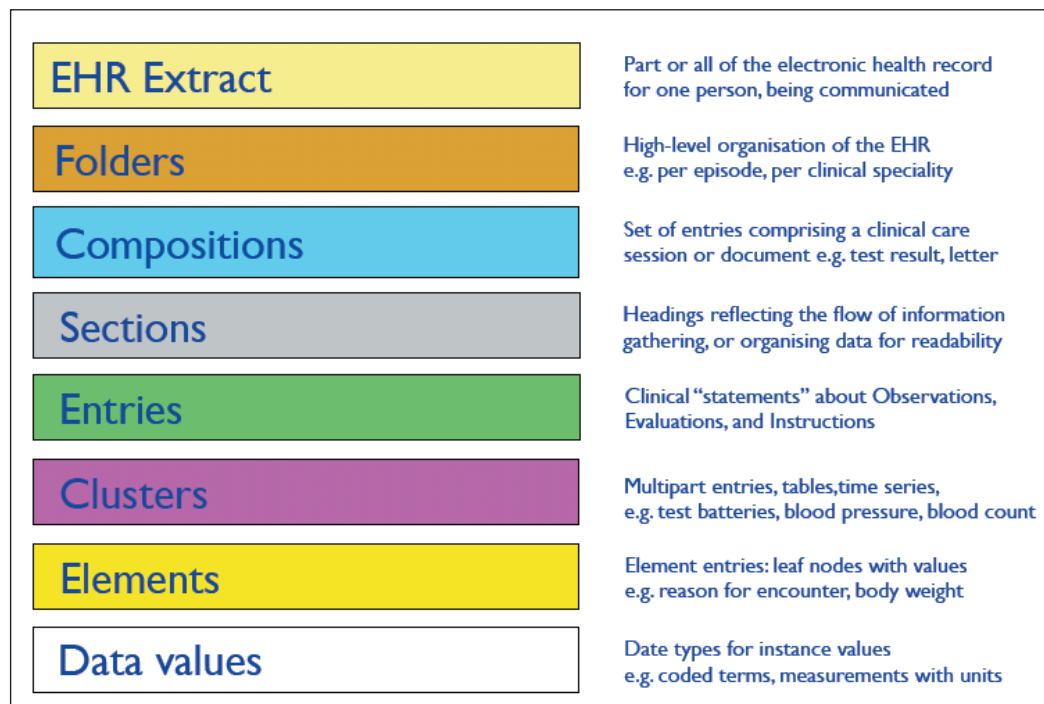 EHR Extract
Part or all of the electronic health record
for one person, being communicated
Folders
High-level organisation of the EHR
e.g. per episode, per clinical speciality
Compositions
Set of entries comprising a clinical care
session or document e.g. test result, letter
Sections
Headings reflecting the flow of information
gathering, or organising data for readability
Entries
Clinical “statements” about Observations,
Evaluations, and Instructions
Clusters
Multipart entries, tables,time series,
e.g. test batteries, blood pressure, blood count
Elements
Element entries: leaf nodes with values
e.g. reason for encounter, body weight
Data values
Date types for instance values
e.g. coded terms, measurements with units